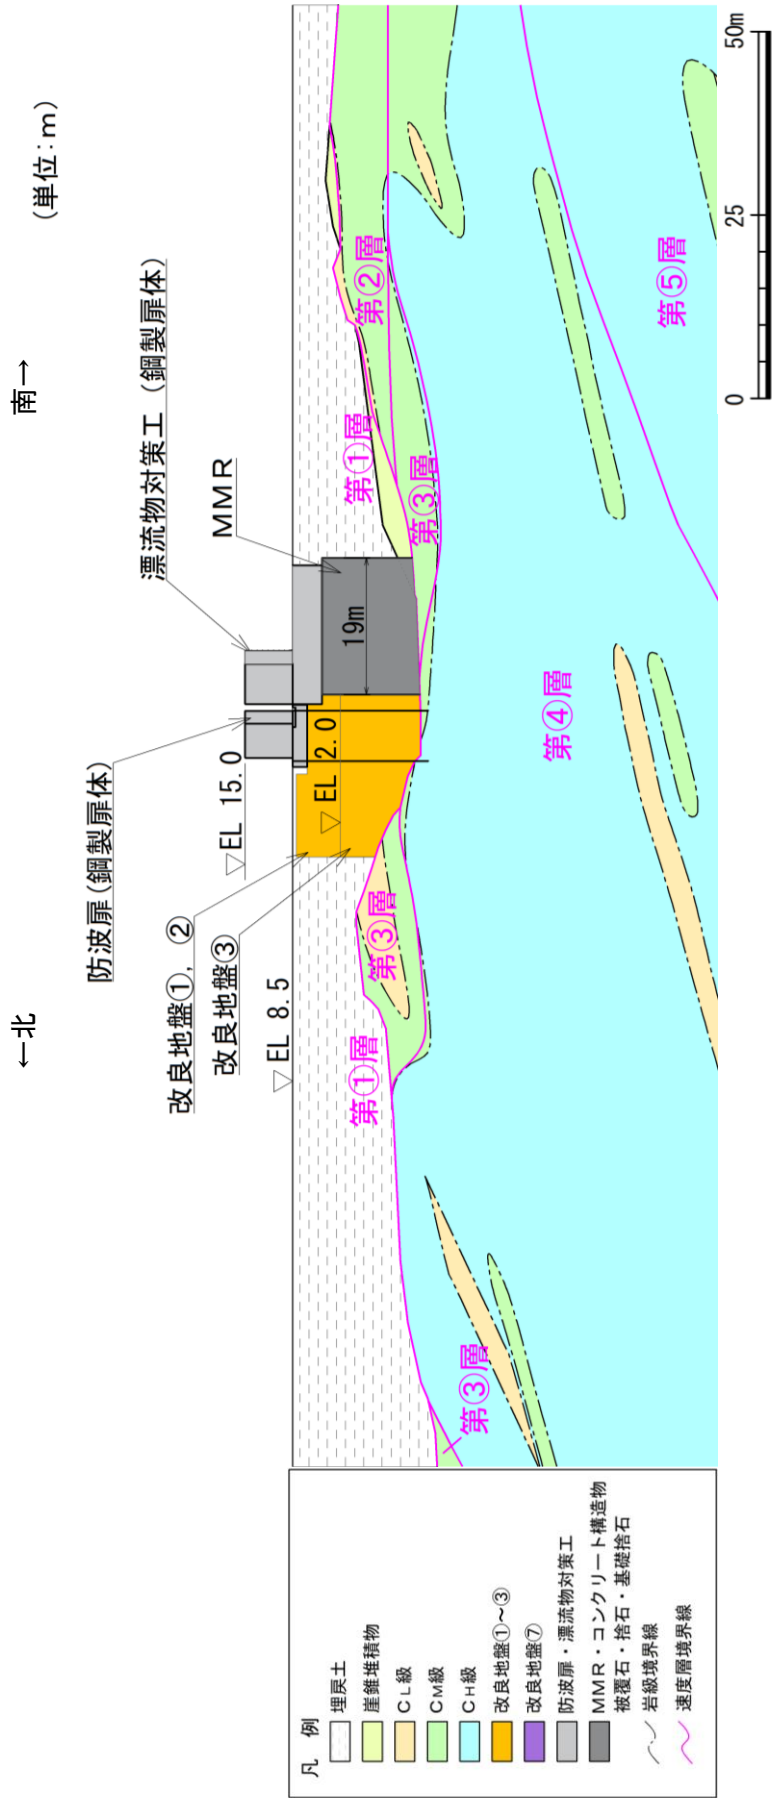 (単位：m)
←北
南→
防波扉(鋼製扉体)
漂流物対策工 (鋼製扉体)
MMR
改良地盤①, ②
改良地盤③
▽EL 15.0
▽EL 8.5
▽EL 2.0
19m
第①層
第①層
第②層
第③層
第③層
第③層
第④層
第⑤層
0 25 50m
凡 例
埋戻土
崖錐堆積物
CL級
CM級
CH級
改良地盤①～③
改良地盤⑦
防波扉・漂流物対策工
MMR・コンクリート構造物
被覆石・捨石・基礎捨石
岩級境界線
速度層境界線